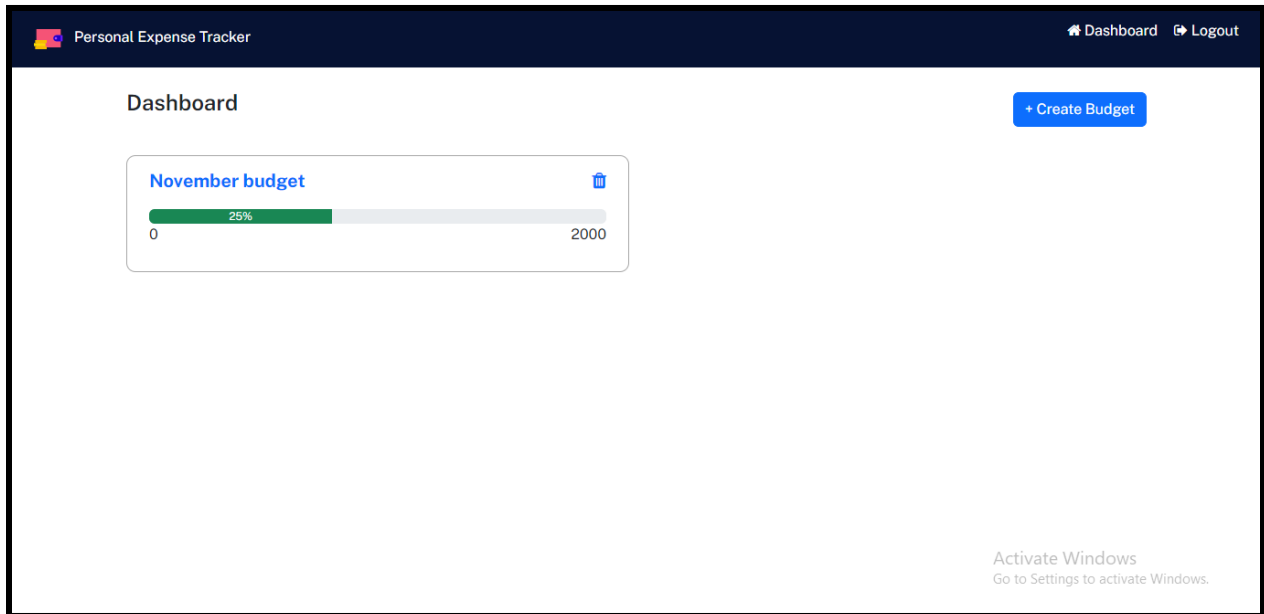 Personal Expense Tracker
Dashboard Logout
Dashboard
+ Create Budget
November budget
25%
0 2000
Activate Windows
Go to Settings to activate Windows.